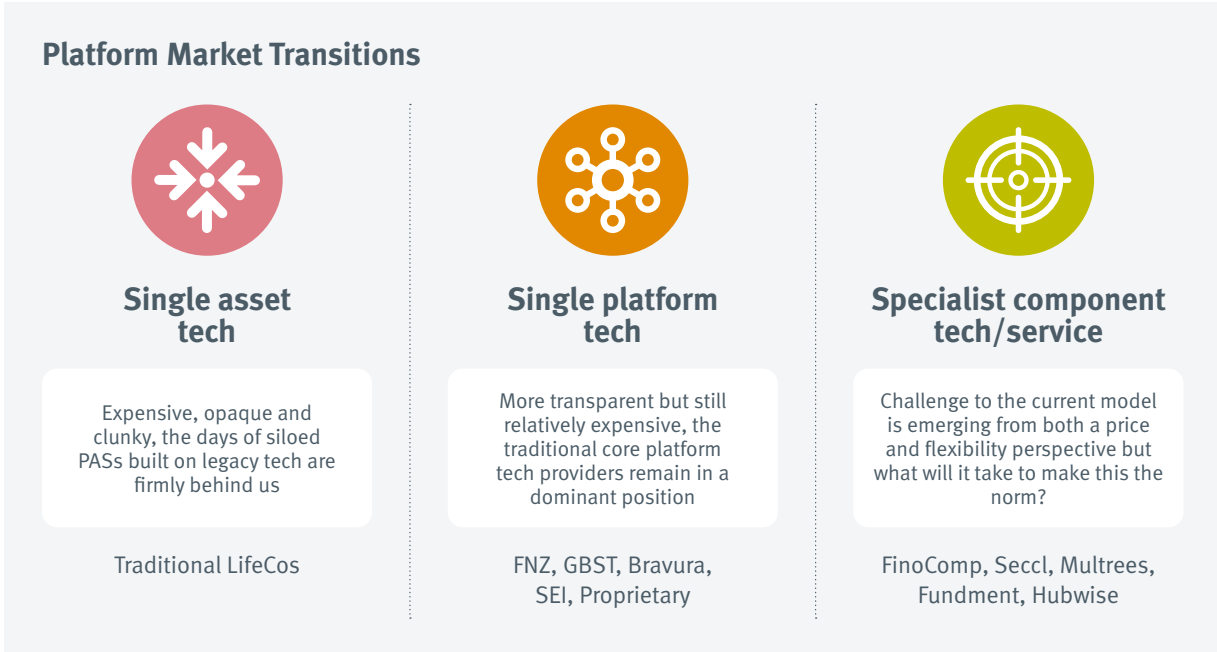 Platform Market Transitions
Single asset
tech
Expensive, opaque and
clunky, the days of siloed
PASs built on legacy tech are
firmly behind us
Traditional LifeCos
Single platform
tech
More transparent but still
relatively expensive, the
traditional core platform
tech providers remain in a
dominant position
FNZ, GBST, Bravura,
SEI, Proprietary
Specialist component
tech/service
Challenge to the current model
is emerging from both a price
and flexibility perspective but
what will it take to make this the
norm?
FinoComp, Seccl, Multrees,
Fundment, Hubwise